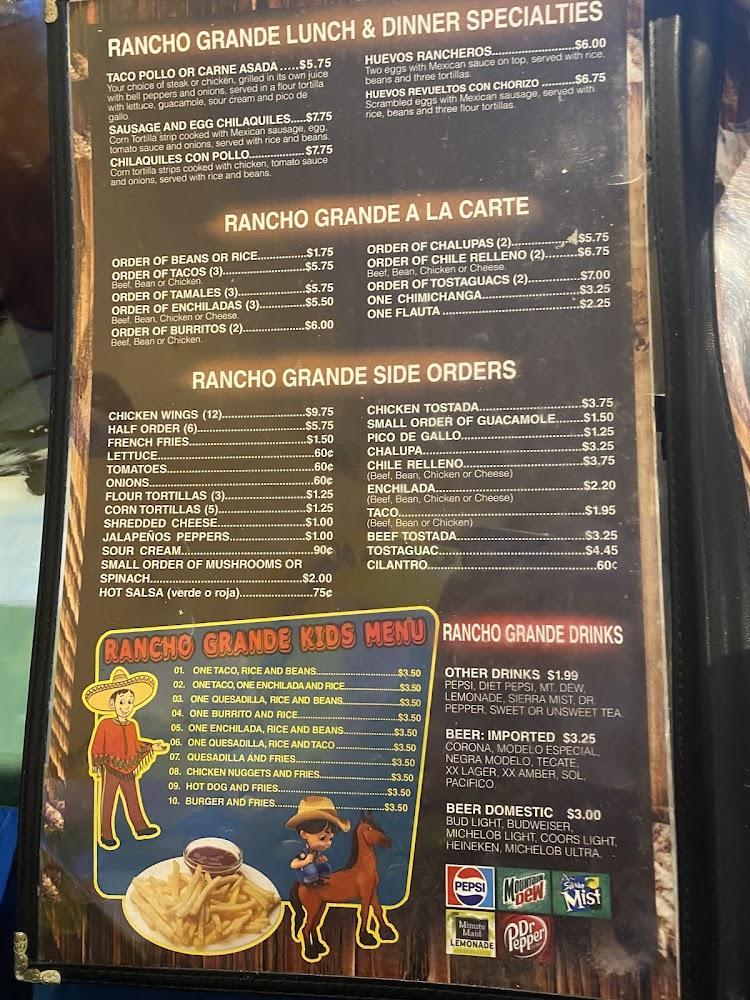 RANCHO GRANDE LUNCH & DINNER SPECIALTIES
TACO POLLO OR CARNE ASADA .....$5.75
Your choice of steak or chicken, grilled in its own juice
with bell peppers and onions, served in a flour tortilla
with lettuce, guacamole, sour cream and pico de
gallo.
SAUSAGE AND EGG CHILAQUILES.....$7.75
Corn Tortilla strip cooked with Mexican sausage, egg,
tomato sauce and onions, served with rice and beans.
CHILAQUILES CON POLLO................$7.75
Corn tortilla strips cooked with chicken, tomato sauce
and onions, served with rice and beans.
HUEVOS RANCHEROS.....................$6.00
Two eggs with Mexican sauce on top, served with rice,
beans and three tortillas.
HUEVOS REVUELTOS CON CHORIZO ..........$6.75
Scrambled eggs with Mexican sausage, served with
rice, beans and three flour tortillas.
RANCHO GRANDE A LA CARTE
ORDER OF BEANS OR RICE..............$1.75
ORDER OF TACOS (3)......................$5.75
Beef, Bean or Chicken.
ORDER OF TAMALES (3)..................$5.75
ORDER OF ENCHILADAS (3)............$5.50
Beef, Bean, Chicken or Cheese.
ORDER OF BURRITOS (2)................$6.00
Beef, Bean or Chicken.
ORDER OF CHALUPAS (2)..................$5.75
ORDER OF CHILE RELLENO (2)..........$6.75
Beef, Bean, Chicken or Cheese.
ORDER OF TOSTAGUACS (2)..............$7.00
ONE CHIMICHANGA..........................$3.25
ONE FLAUTA ..................................$2.25
RANCHO GRANDE SIDE ORDERS
CHICKEN WINGS (12).....................$9.75
HALF ORDER (6)...........................$5.75
FRENCH FRIES..............................$1.50
LETTUCE.......................................60¢
TOMATOES....................................60¢
ONIONS.........................................60¢
FLOUR TORTILLAS (3)....................$1.25
CORN TORTILLAS (5)......................$1.25
SHREDDED CHEESE......................$1.00
JALAPEÑOS PEPPERS...................$1.00
SOUR CREAM.................................90¢
SMALL ORDER OF MUSHROOMS OR
SPINACH.......................................$2.00
HOT SALSA (verde o roja)..................75¢
CHICKEN TOSTADA.........................$3.75
SMALL ORDER OF GUACAMOLE.......$1.50
PICO DE GALLO..............................$1.25
CHALUPA........................................$3.25
CHILE RELLENO..............................$3.75
(Beef, Bean, Chicken or Cheese)
ENCHILADA.....................................$2.20
(Beef, Bean, Chicken or Cheese)
TACO..............................................$1.95
(Beef, Bean or Chicken)
BEEF TOSTADA...............................$3.25
TOSTAGUAC....................................$4.45
CILANTRO.......................................60¢
RANCHO GRANDE KIDS MENU
01. ONE TACO, RICE AND BEANS..........................$3.50
02. ONE TACO, ONE ENCHILADA AND RICE..................$3.50
03. ONE QUESADILLA, RICE AND BEANS..................$3.50
04. ONE BURRITO AND RICE..............................$3.50
05. ONE ENCHILADA, RICE AND BEANS...................$3.50
06. ONE QUESADILLA, RICE AND TACO...................$3.50
07. QUESADILLA AND FRIES...............................$3.50
08. CHICKEN NUGGETS AND FRIES.......................$3.50
09. HOT DOG AND FRIES..................................$3.50
10. BURGER AND FRIES....................................$3.50
RANCHO GRANDE DRINKS
OTHER DRINKS $1.99
PEPSI, DIET PEPSI, MT. DEW,
LEMONADE, SIERRA MIST, DR.
PEPPER, SWEET OR UNSWEET TEA.
BEER: IMPORTED $3.25
CORONA, MODELO ESPECIAL,
NEGRA MODELO, TECATE,
XX LAGER, XX AMBER, SOL,
PACIFICO
BEER DOMESTIC $3.00
BUD LIGHT, BUDWEISER,
MICHELOB LIGHT, COORS LIGHT,
HEINEKEN, MICHELOB ULTRA.
PEPSI
Mountain Dew
Sierra Mist
Minute Maid
LEMONADE
Dr Pepper